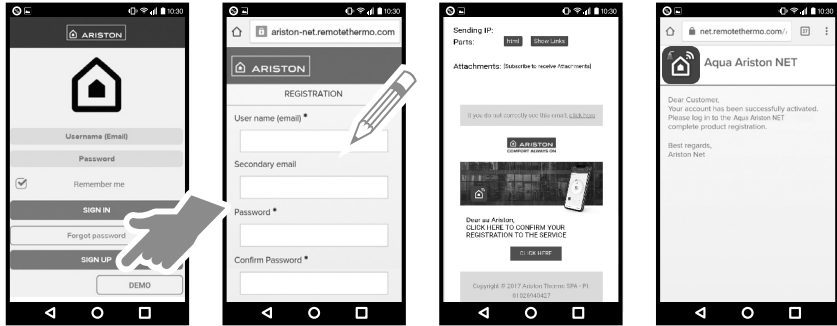 10:30
ARISTON
Username (Email)
Password
Remember me
SIGN IN
Forgot password
SIGN UP
DEMO
10:30
ariston-net.remotethermo.com
ARISTON
REGISTRATION
User name (email) *
Secondary email
Password *
Confirm Password *
10:30
Sending IP:
Parts: html Show Links
Attachments: (Subscribe to receive Attachments)
If you do not correctly see this email, click here
ARISTON
COMFORT ALWAYS ON
Dear aa Ariston,
CLICK HERE TO CONFIRM YOUR
REGISTRATION TO THE SERVICE
CLICK HERE
Copyright © 2017 Ariston Thermo SPA - P.I.
01026940427
10:30
net.remotethermo.com/
Aqua Ariston NET
Dear Customer,
Your account has been successfully activated.
Please log in to the Aqua Ariston NET
complete product registration.
Best regards,
Ariston Net